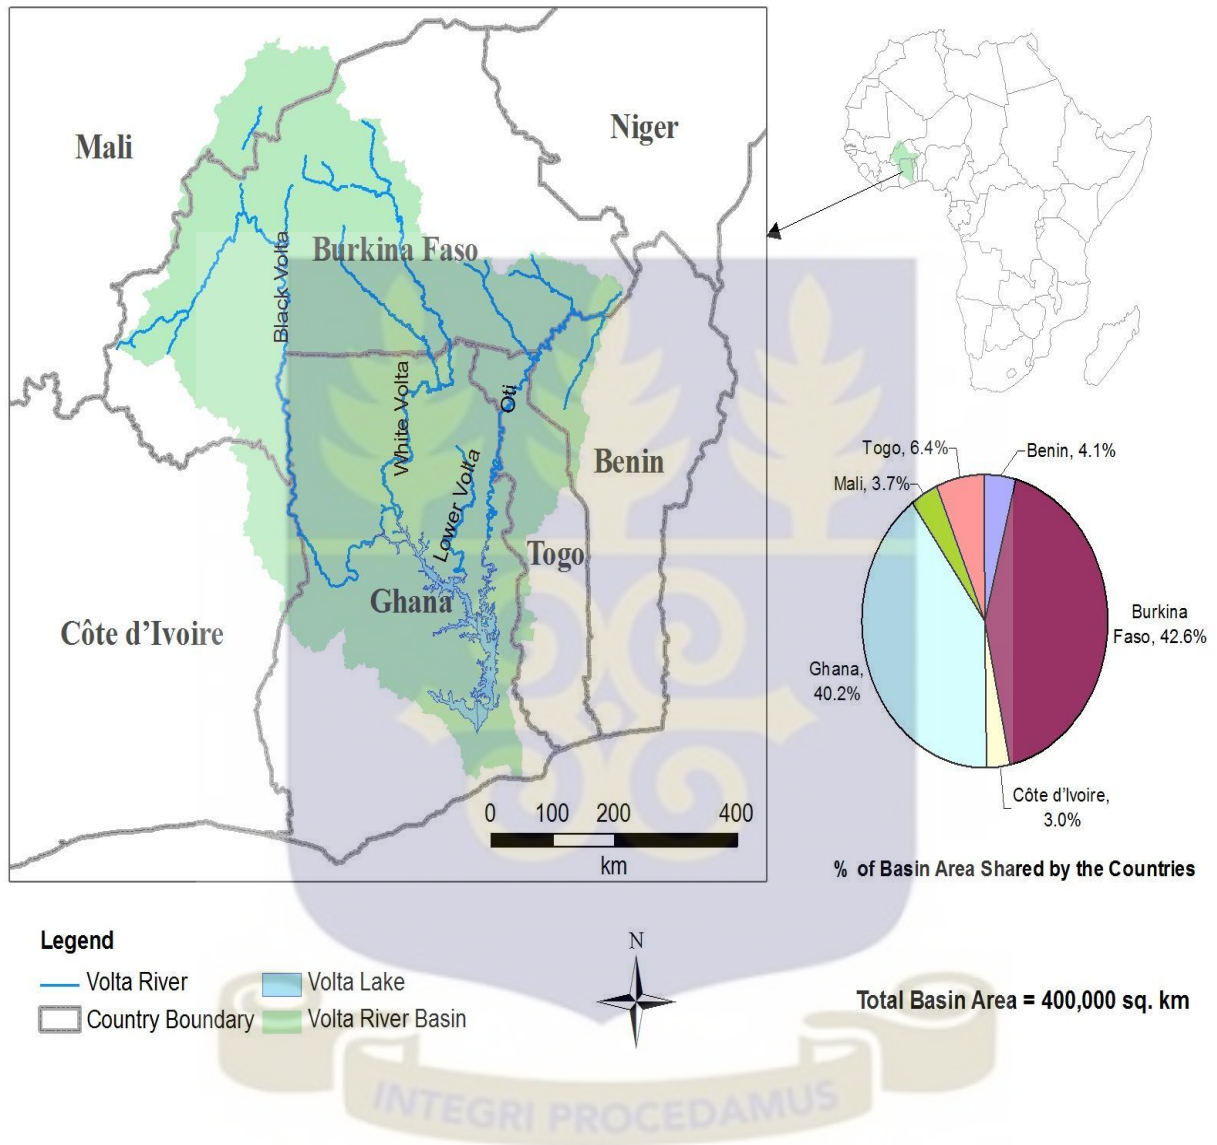 Mali
Niger
Burkina Faso
Black Volta
White Volta
Oti
Lower Volta
Benin
Togo
Ghana
Côte d’Ivoire
0 100 200 400
km
Togo, 6.4%
Benin, 4.1%
Mali, 3.7%
Burkina
Faso, 42.6%
Ghana,
40.2%
Côte d’Ivoire,
3.0%
% of Basin Area Shared by the Countries
Legend
Volta River
Volta Lake
Country Boundary
Volta River Basin
N
Total Basin Area = 400,000 sq. km
INTEGRI PROCEDAMUS